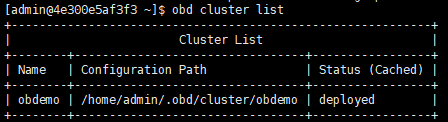 [admin@4e300e5af3f3 ~]$ obd cluster list
+--------------------------------------------------------------+
|                         Cluster List                         |
+--------+---------------------------------+-------------------+
| Name   | Configuration Path              | Status (Cached)   |
+--------+---------------------------------+-------------------+
| obdemo | /home/admin/.obd/cluster/obdemo | deployed          |
+--------+---------------------------------+-------------------+